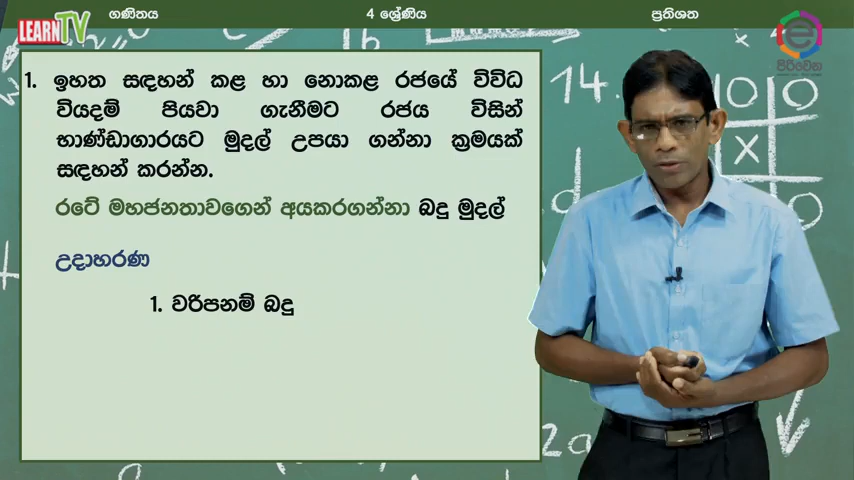 LEARN TV
ගණිතය
4 ශ්‍රේණිය
ප්‍රතිශත
පිරිවෙන
1. ඉහත සඳහන් කළ හා නොකළ රජයේ විවිධ
වියදම් පියවා ගැනීමට රජය විසින්
භාණ්ඩාගාරයට මුදල් උපයා ගන්නා ක්‍රමයක්
සඳහන් කරන්න.
රටේ මහජනතාවගෙන් අයකරගන්නා බදු මුදල්
උදාහරණ
1. වරිපනම් බදු
14.